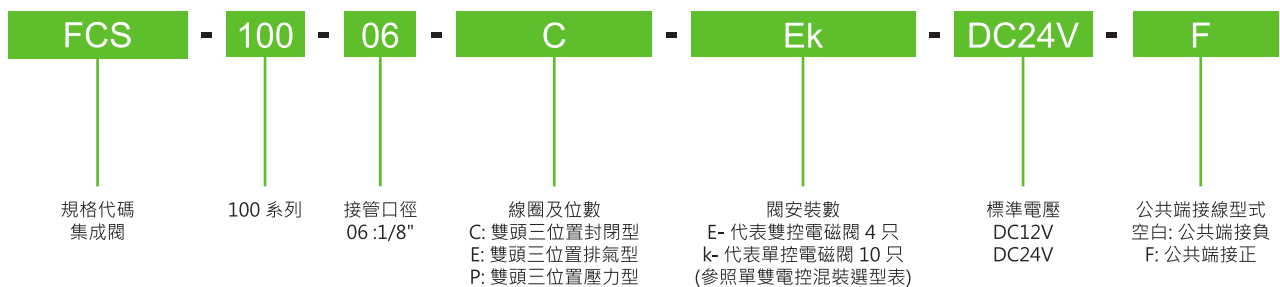 FCS - 100 - 06 - C - Ek - DC24V - F
規格代碼
集成閥
100 系列
接管口徑
06 :1/8"
線圈及位數
C: 雙頭三位置封閉型
E: 雙頭三位置排氣型
P: 雙頭三位置壓力型
閥安裝數
E- 代表雙控電磁閥 4 只
k- 代表單控電磁閥 10 只
(參照單雙電控混裝選型表)
標準電壓
DC12V
DC24V
公共端接線型式
空白: 公共端接負
F: 公共端接正